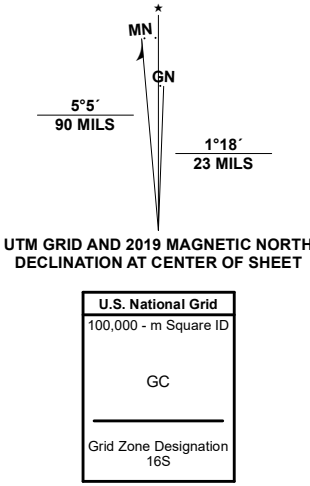 ★
MN
GN
5°5´
90 MILS
1°18´
23 MILS
UTM GRID AND 2019 MAGNETIC NORTH
DECLINATION AT CENTER OF SHEET
U.S. National Grid
100,000 - m Square ID
GC
Grid Zone Designation
16S